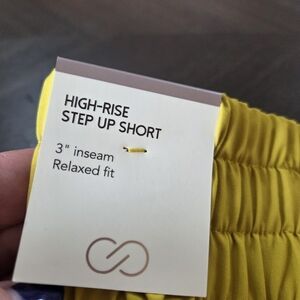 HIGH-RISE
STEP UP SHORT
3" inseam
Relaxed fit